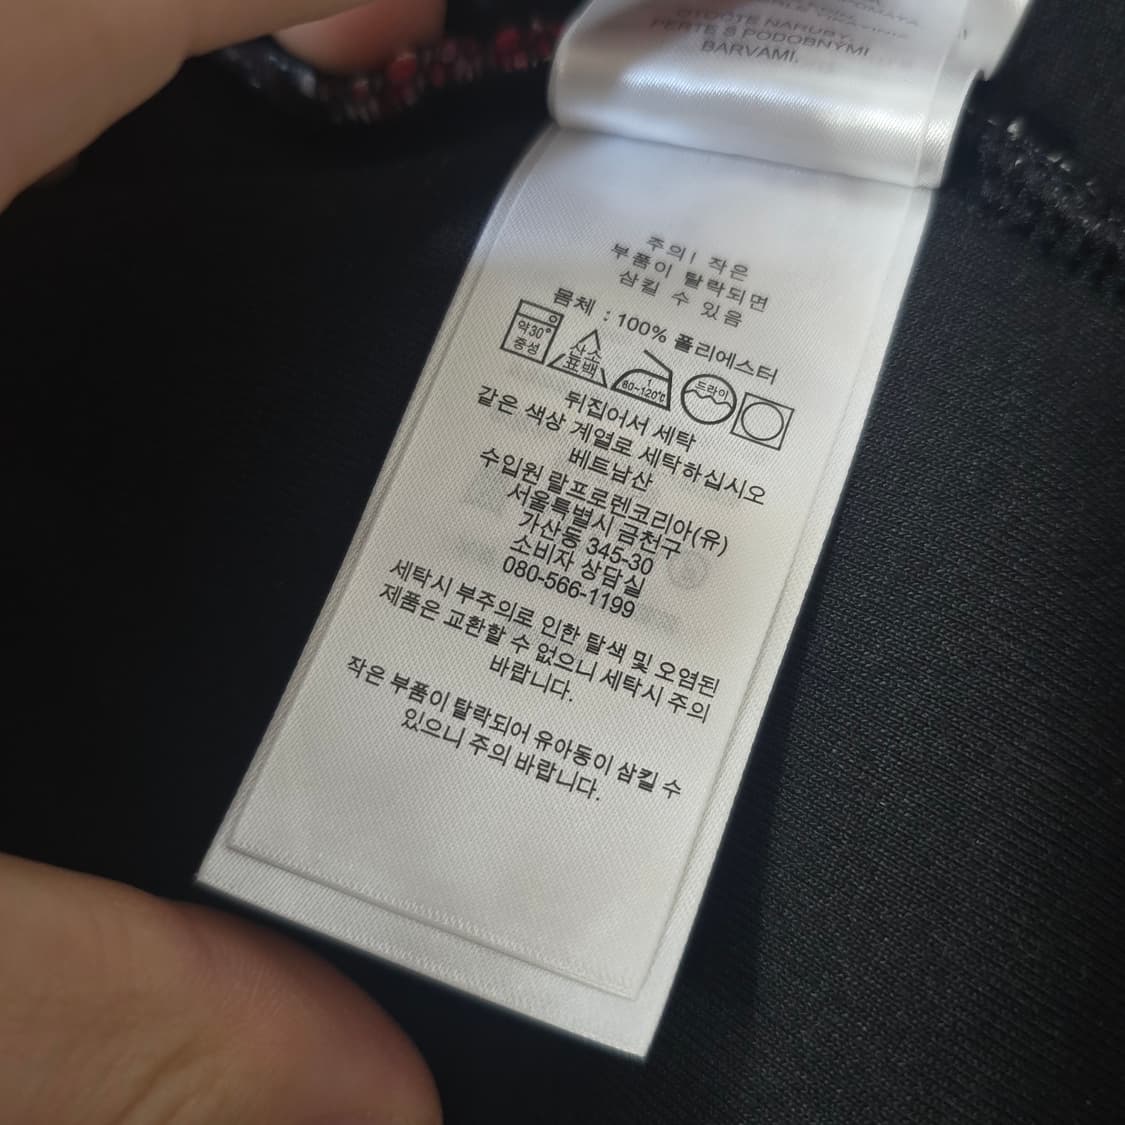 OTOČTE NARUBY.
PERTE S PODOBNÝMI
BARVAMI.
주의! 작은
부품이 탈락되면
삼킬 수 있음
몸체 : 100% 폴리에스터
약30°
중성
산소
표백
1
80~120℃
드라이
뒤집어서 세탁
같은 색상 계열로 세탁하십시오
베트남산
수입원 랄프로렌코리아(유)
서울특별시 금천구
가산동 345-30
소비자 상담실
080-566-1199
세탁시 부주의로 인한 탈색 및 오염된
제품은 교환할 수 없으니 세탁시 주의
바랍니다.
작은 부품이 탈락되어 유아동이 삼킬 수
있으니 주의 바랍니다.